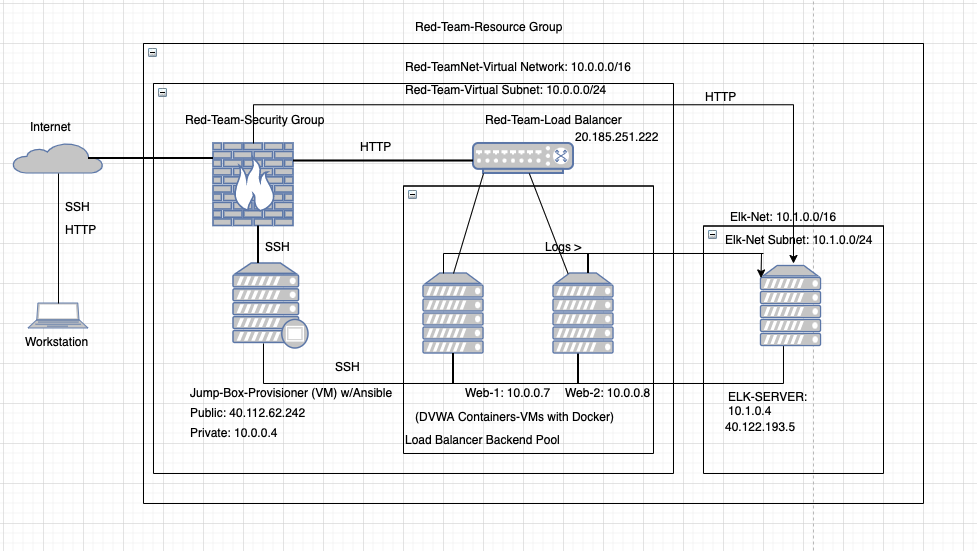 Red-Team-Resource Group
Red-TeamNet-Virtual Network: 10.0.0.0/16
Red-Team-Virtual Subnet: 10.0.0.0/24
HTTP
Internet
Red-Team-Security Group
Red-Team-Load Balancer
20.185.251.222
HTTP
SSH
HTTP
Elk-Net: 10.1.0.0/16
Elk-Net Subnet: 10.1.0.0/24
SSH
Logs >
Workstation
SSH
Jump-Box-Provisioner (VM) w/Ansible
Public: 40.112.62.242
Private: 10.0.0.4
Web-1: 10.0.0.7
Web-2: 10.0.0.8
(DVWA Containers-VMs with Docker)
Load Balancer Backend Pool
ELK-SERVER:
10.1.0.4
40.122.193.5